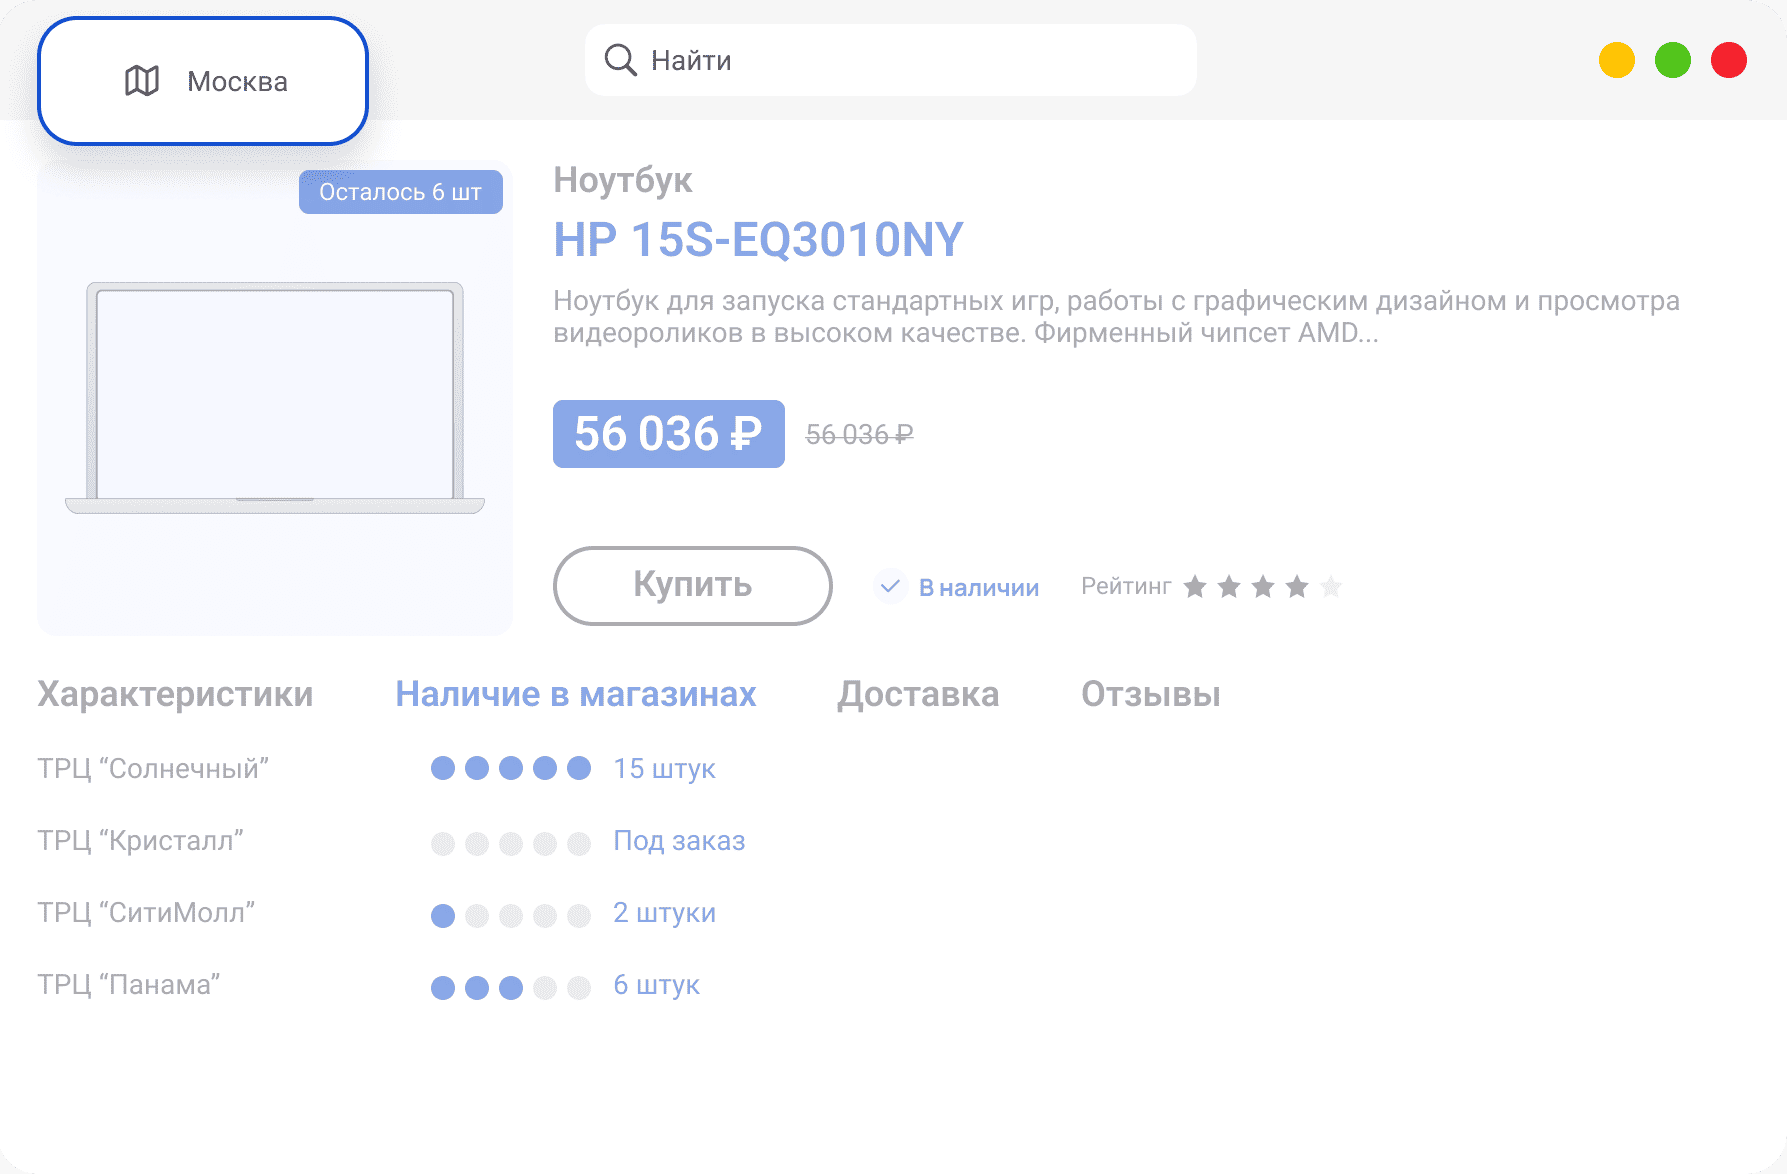 Москва
Найти
Осталось 6 шт
Ноутбук
HP 15S-EQ3010NY
Ноутбук для запуска стандартных игр, работы с графическим дизайном и просмотра
видеороликов в высоком качестве. Фирменный чипсет AMD...
56 036 ₽ 56 036 ₽
Купить В наличии Рейтинг
Характеристики Наличие в магазинах Доставка Отзывы
ТРЦ “Солнечный” 15 штук
ТРЦ “Кристалл” Под заказ
ТРЦ “СитиМолл” 2 штуки
ТРЦ “Панама” 6 штук